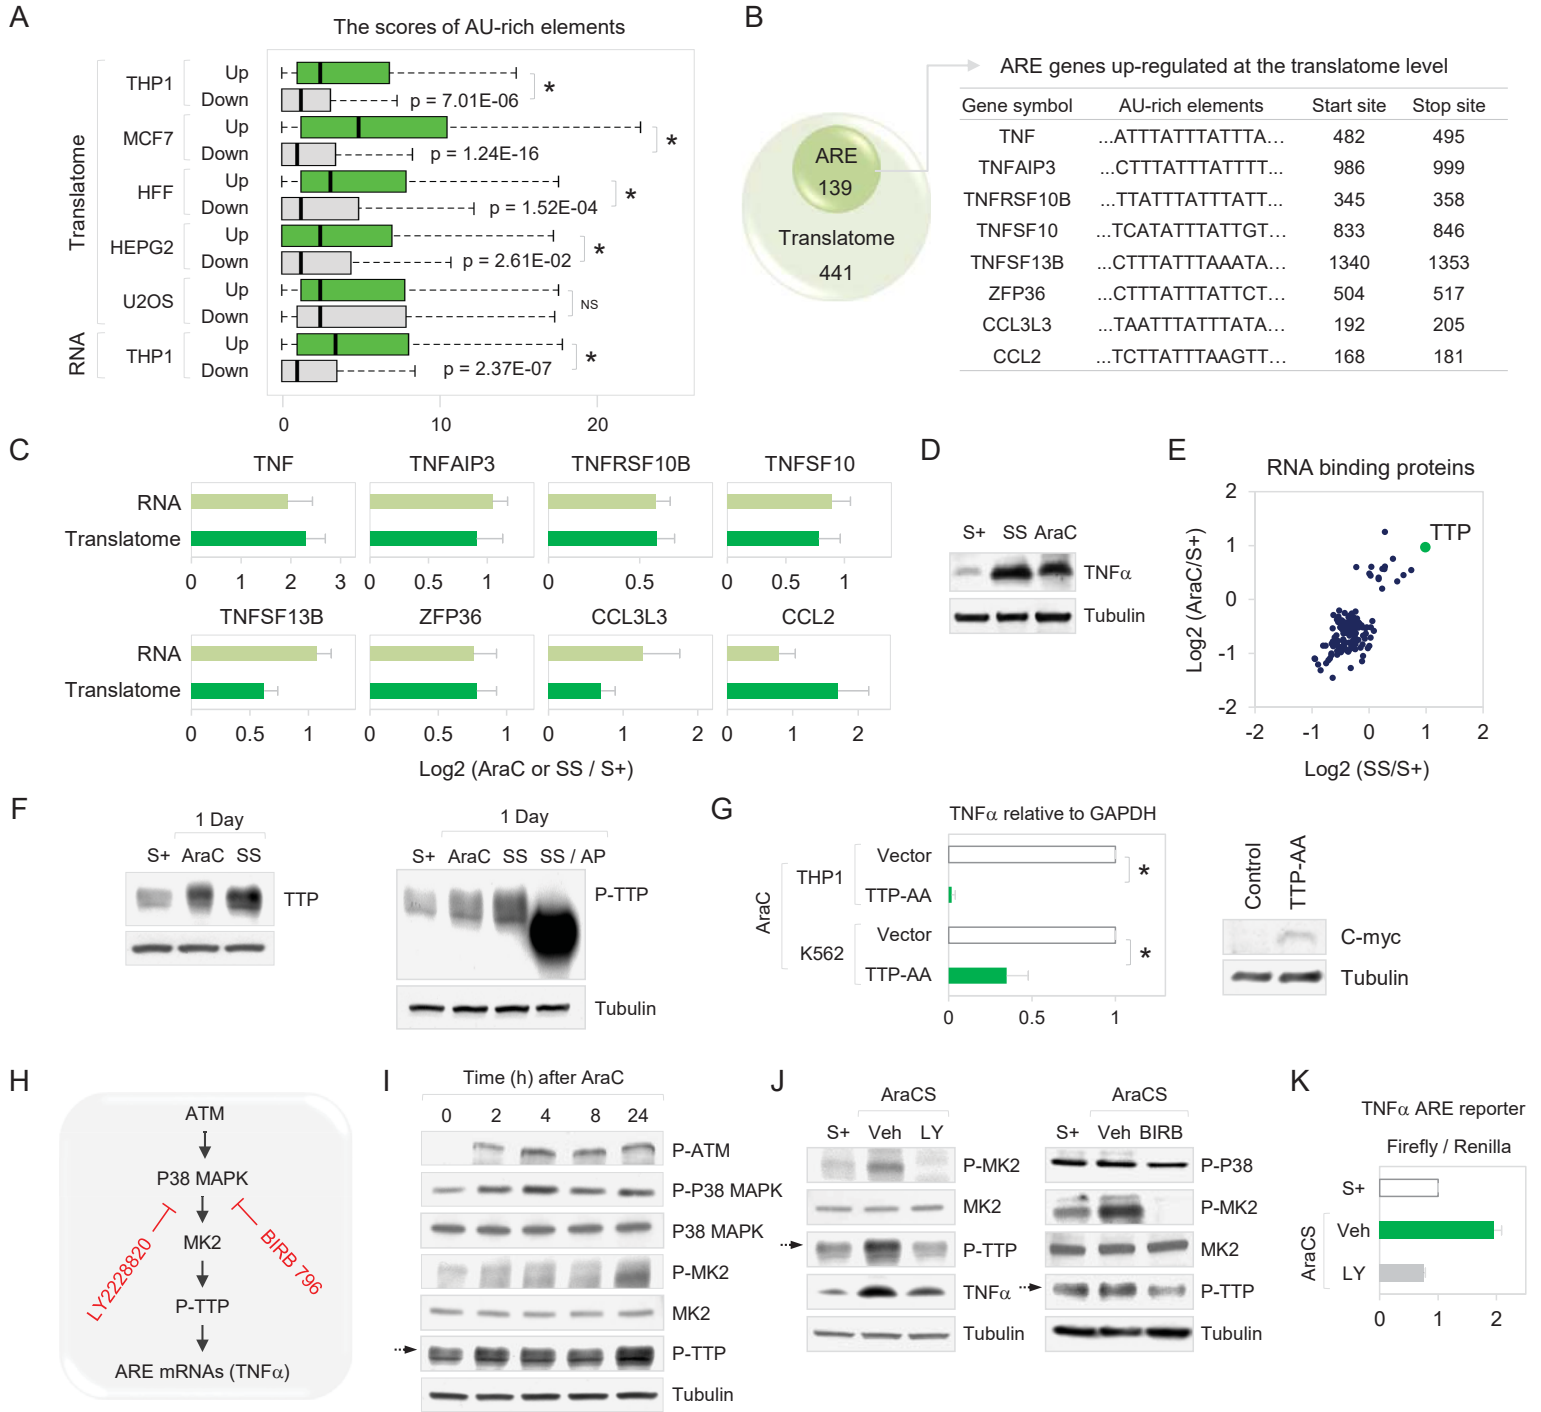 A
The scores of AU-rich elements
Translatome
RNA
THP1
Up
Down
p = 7.01E-06
*
MCF7
Up
Down
p = 1.24E-16
*
HFF
Up
Down
p = 1.52E-04
*
HEPG2
Up
Down
p = 2.61E-02
*
U2OS
Up
Down
NS
THP1
Up
Down
p = 2.37E-07
*
0 10 20
B
ARE
139
Translatome
441
ARE genes up-regulated at the translatome level
Gene symbol AU-rich elements Start site Stop site
TNF ...ATTTATTTATTTA... 482 495
TNFAIP3 ...CTTTATTTATTTT... 986 999
TNFRSF10B ...TTATTTATTTATT... 345 358
TNFSF10 ...TCATATTTATTGT... 833 846
TNFSF13B ...CTTTATTTAAATA... 1340 1353
ZFP36 ...CTTTATTTATTCT... 504 517
CCL3L3 ...TAATTTATTTATA... 192 205
CCL2 ...TCTTATTTAAGTT... 168 181
C
TNF TNFAIP3 TNFRSF10B TNFSF10
RNA
Translatome
0 1 2 3 0 0.5 1 0 0.5 0 0.5 1
TNFSF13B ZFP36 CCL3L3 CCL2
RNA
Translatome
0 0.5 1 0 0.5 1 0 1 2 0 1 2
Log2 (AraC or SS / S+)
D
S+ SS AraC
TNFα
Tubulin
E
RNA binding proteins
Log2 (AraC/S+)
2
1
0
-1
-2
TTP
-2 -1 0 1 2
Log2 (SS/S+)
F
1 Day
S+ AraC SS
TTP
1 Day
S+ AraC SS SS / AP
P-TTP
Tubulin
G
TNFα relative to GAPDH
AraC
THP1
Vector
TTP-AA
*
K562
Vector
TTP-AA
*
0 0.5 1
Control
TTP-AA
C-myc
Tubulin
H
ATM
P38 MAPK
MK2
P-TTP
ARE mRNAs (TNFα)
LY2228820
BIRB 796
I
Time (h) after AraC
0 2 4 8 24
P-ATM
P-P38 MAPK
P38 MAPK
P-MK2
MK2
P-TTP
Tubulin
J
AraCS
S+ Veh LY
P-MK2
MK2
P-TTP
TNFα
Tubulin
AraCS
S+ Veh BIRB
P-P38
P-MK2
MK2
P-TTP
Tubulin
K
TNFα ARE reporter
Firefly / Renilla
S+
AraCS
Veh
LY
0 1 2